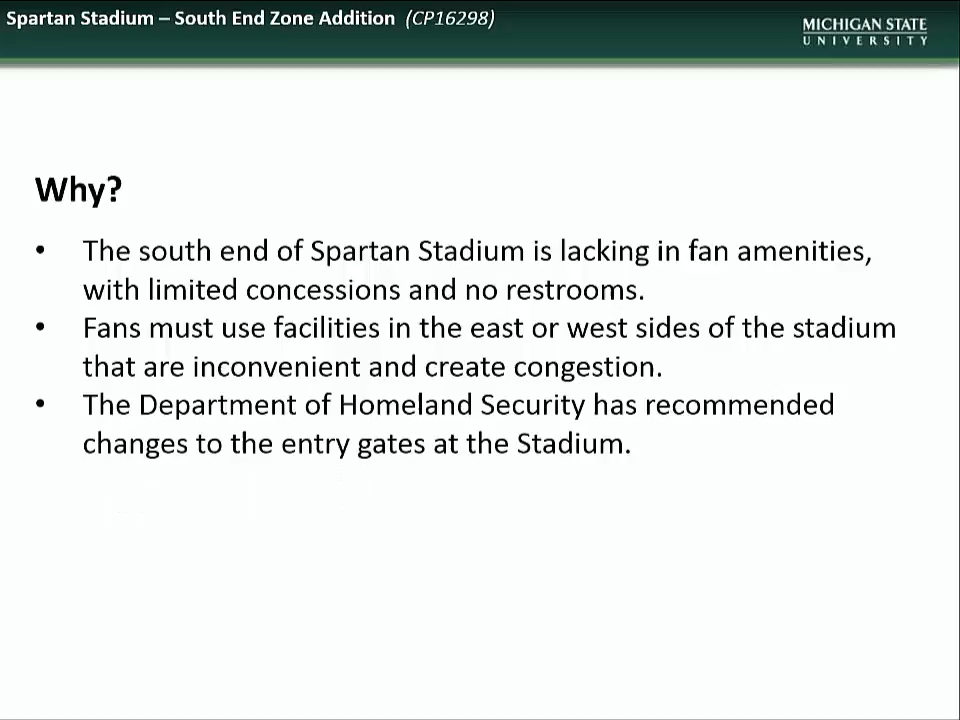 Spartan Stadium – South End Zone Addition (CP16298)
MICHIGAN STATE
UNIVERSITY
Why?
• The south end of Spartan Stadium is lacking in fan amenities,
with limited concessions and no restrooms.
• Fans must use facilities in the east or west sides of the stadium
that are inconvenient and create congestion.
• The Department of Homeland Security has recommended
changes to the entry gates at the Stadium.